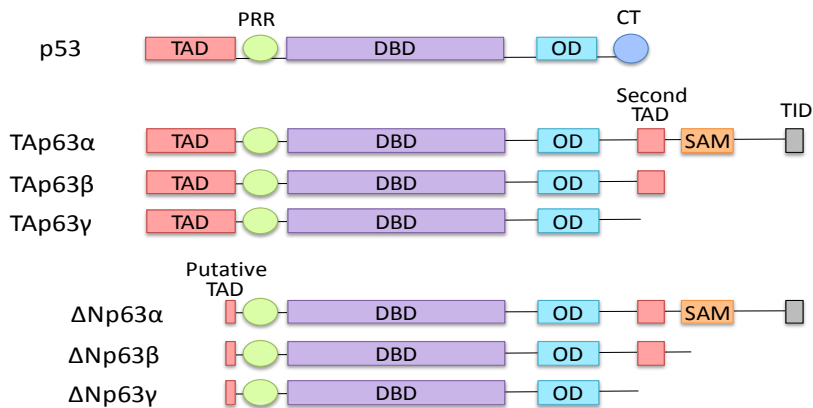 PRR
CT
p53 TAD DBD OD
Second
TAD
TID
TAp63α TAD DBD OD SAM
TAp63β TAD DBD OD
TAp63γ TAD DBD OD
Putative
TAD
ΔNp63α DBD OD SAM
ΔNp63β DBD OD
ΔNp63γ DBD OD